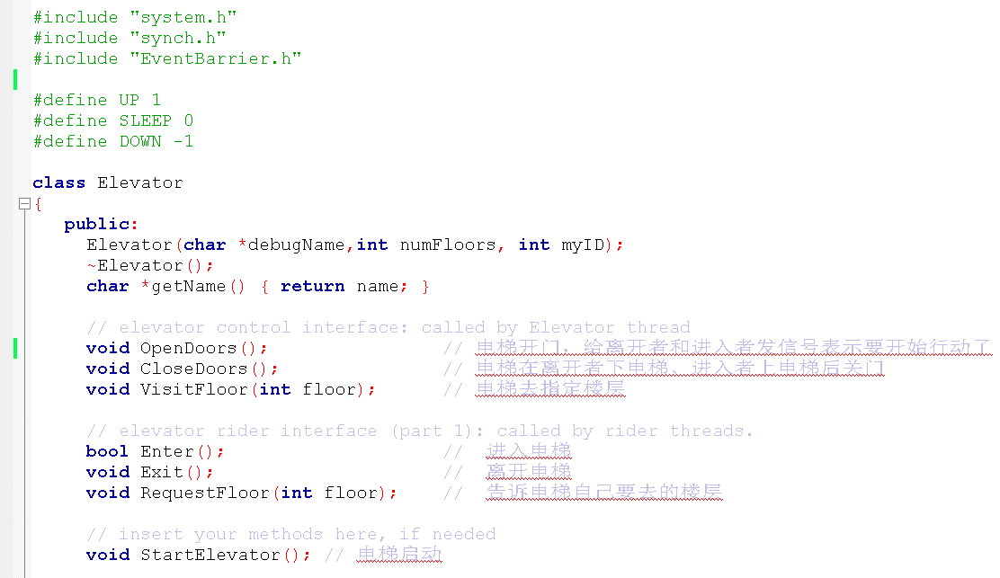 #include "system.h"
#include "synch.h"
#include "EventBarrier.h"
#define UP 1
#define SLEEP 0
#define DOWN -1
class Elevator
{
public:
Elevator(char *debugName,int numFloors, int myID);
~Elevator();
char *getName() { return name; }
// elevator control interface: called by Elevator thread
void OpenDoors(); // 电梯开门，给离开者和进入者发信号表示要开始行动了
void CloseDoors(); // 电梯在离开者下电梯、进入者上电梯后关门
void VisitFloor(int floor); // 电梯去指定楼层
// elevator rider interface (part 1): called by rider threads.
bool Enter(); // 进入电梯
void Exit(); // 离开电梯
void RequestFloor(int floor); // 告诉电梯自己要去的楼层
// insert your methods here, if needed
void StartElevator(); // 电梯启动